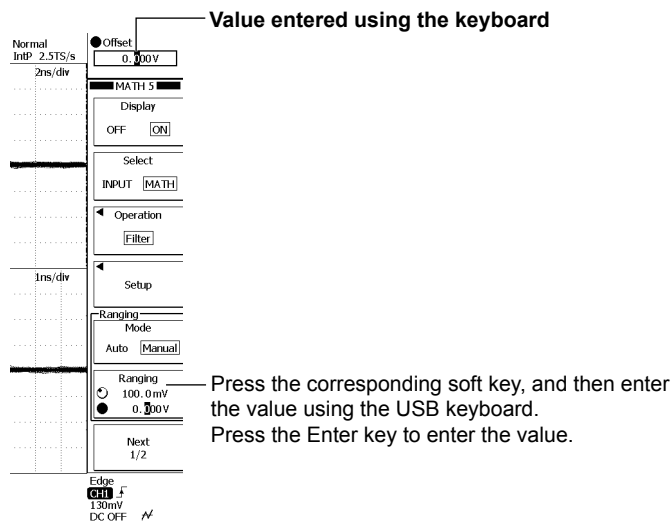 Value entered using the keyboard
Normal
IntP 2.5TS/s
2ns/div
Offset
0.000V
MATH 5
Display
OFF ON
Select
INPUT MATH
Operation
Filter
1ns/div
Setup
Ranging
Mode
Auto Manual
Ranging
100.0mV
0.000V
Press the corresponding soft key, and then enter
the value using the USB keyboard.
Press the Enter key to enter the value.
Next
1/2
Edge
CH1
130mV
DC OFF